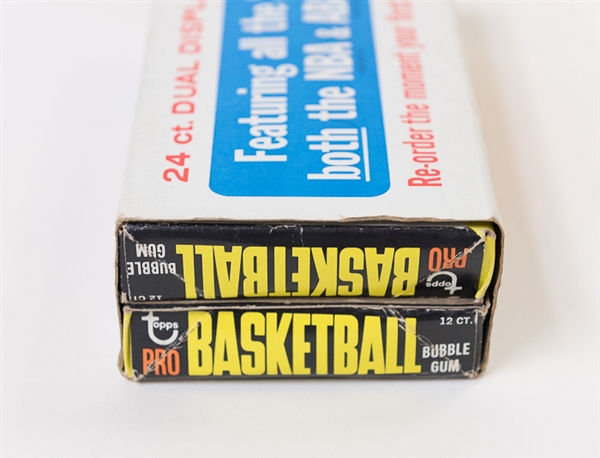 24 ct. DUAL DISPL
Featuring all the
both the NBA & AB
Re-order the moment your first
PRO BASKETBALL
BUBBLE
GUM
topps
12 CT
topps
PRO BASKETBALL
12 CT.
BUBBLE
GUM